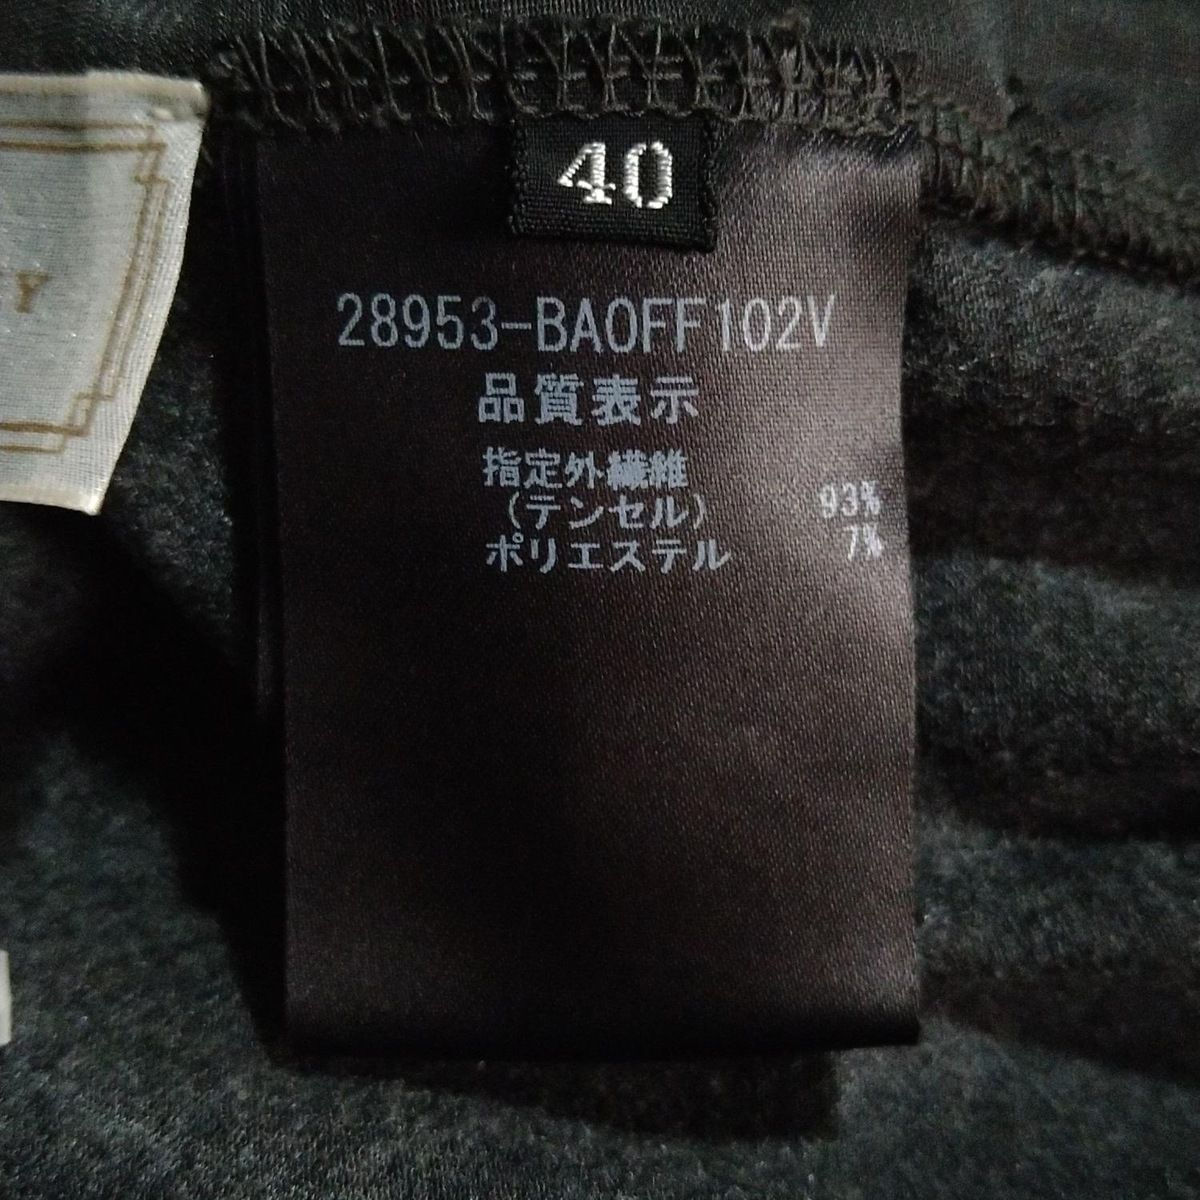 40
28953-BAOFF102V
品質表示
指定外繊維
(テンセル) 93%
ポリエステル 7%
Y